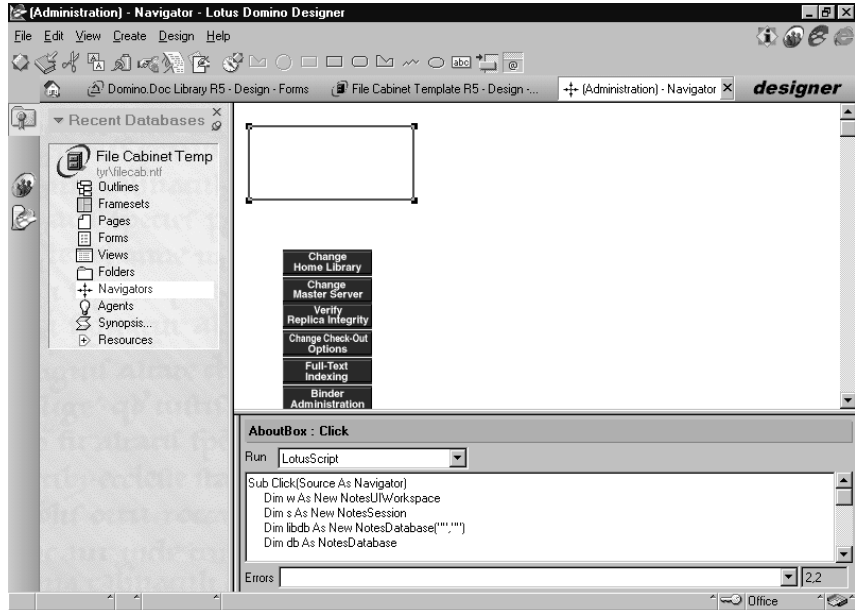 (Administration) - Navigator - Lotus Domino Designer
File Edit View Create Design Help
abc @
Domino.Doc Library R5 - Design - Forms
File Cabinet Template R5 - Design -...
(Administration) - Navigator
designer
Recent Databases
File Cabinet Temp
tyr\filecab.ntf
Outlines
Framesets
Pages
Forms
Views
Folders
Navigators
Agents
Synopsis...
Resources
Change
Home Library
Change
Master Server
Verify
Replica Integrity
Change Check-Out
Options
Full-Text
Indexing
Binder
Administration
AboutBox : Click
Run LotusScript
Sub Click(Source As Navigator)
Dim w As New NotesUIWorkspace
Dim s As New NotesSession
Dim libdb As New NotesDatabase("","")
Dim db As NotesDatabase
Errors 2,2
Office